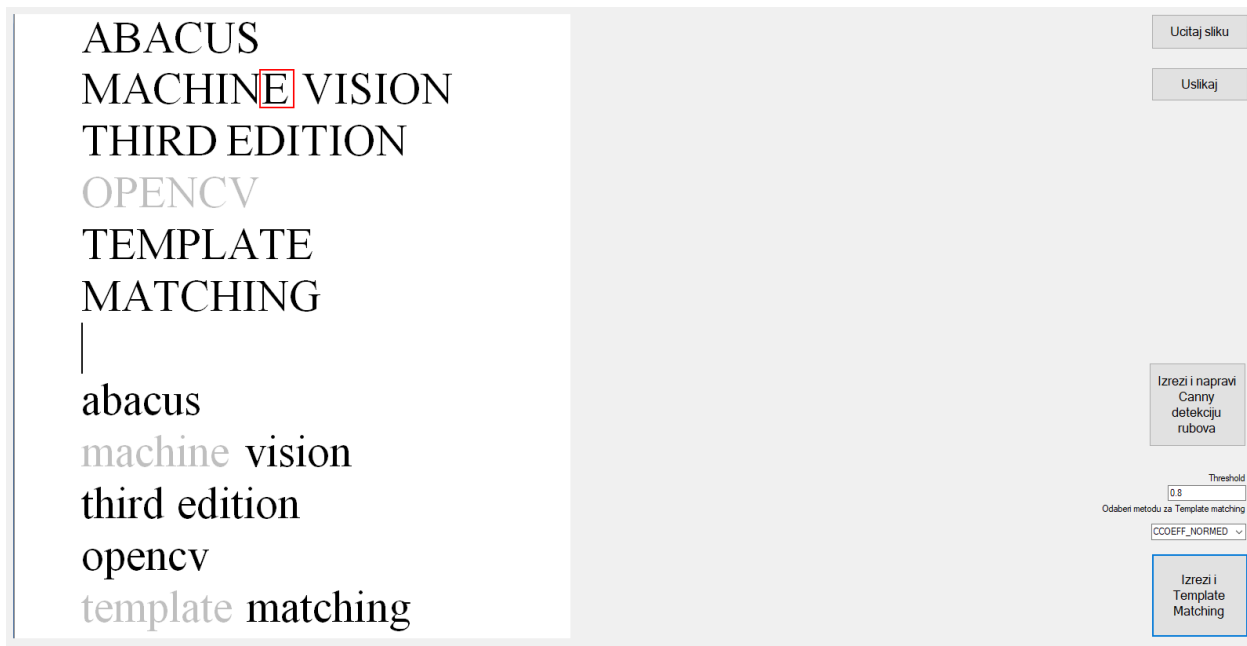 ABACUS
MACHINE VISION
THIRD EDITION
OPENCV
TEMPLATE
MATCHING
abacus
machine vision
third edition
opencv
template matching
Ucitaj sliku
Uslikaj
Izrezi i napravi
Canny
detekciju
rubova
Threshold
0.8
Odaberi metodu za Template matching
CCOEFF_NORMED
Izrezi i
Template
Matching